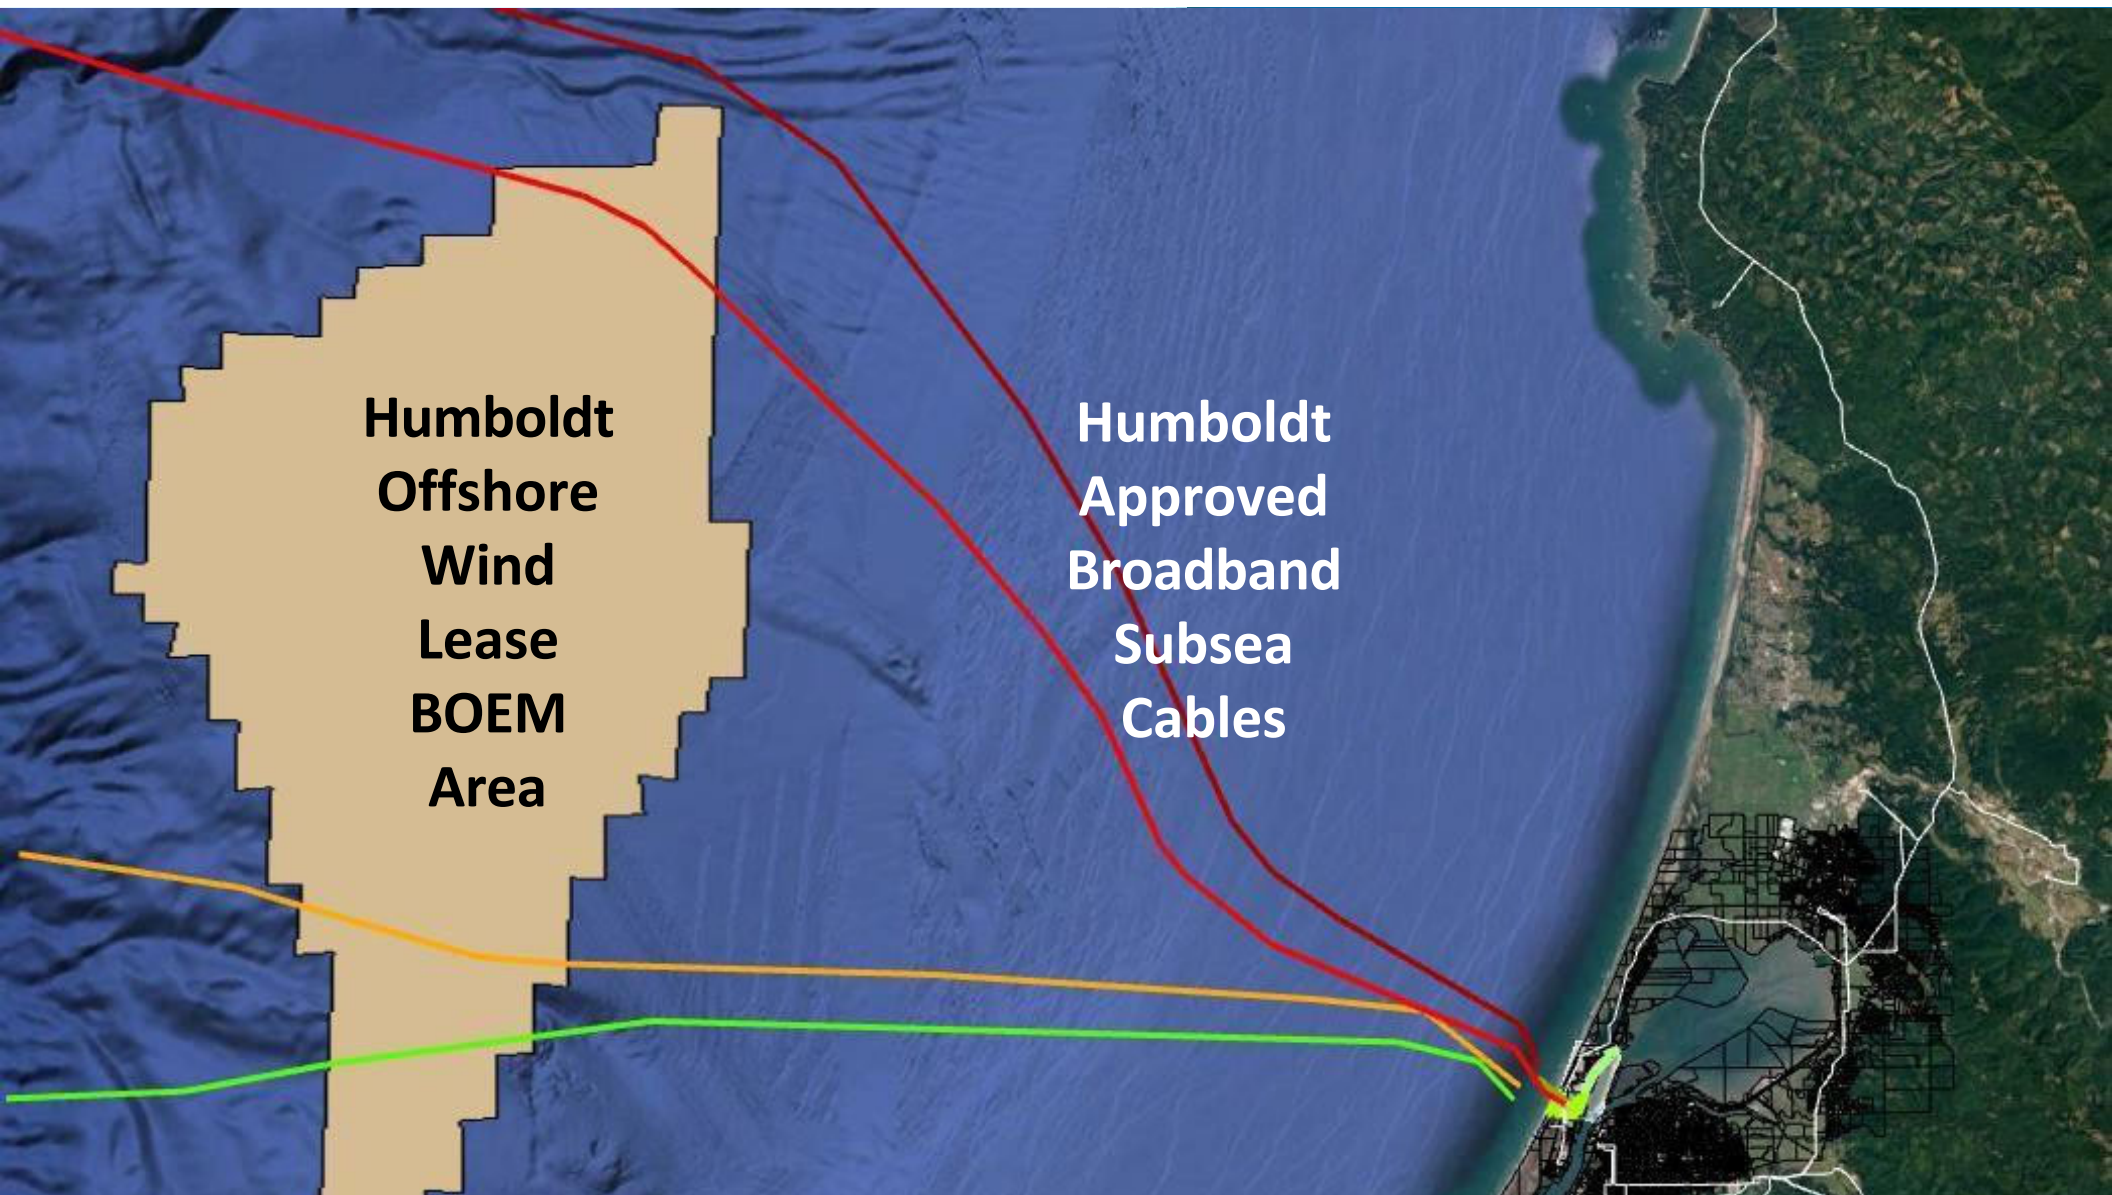 Humboldt
Offshore
Wind
Lease
BOEM
Area
Humboldt
Approved
Broadband
Subsea
Cables